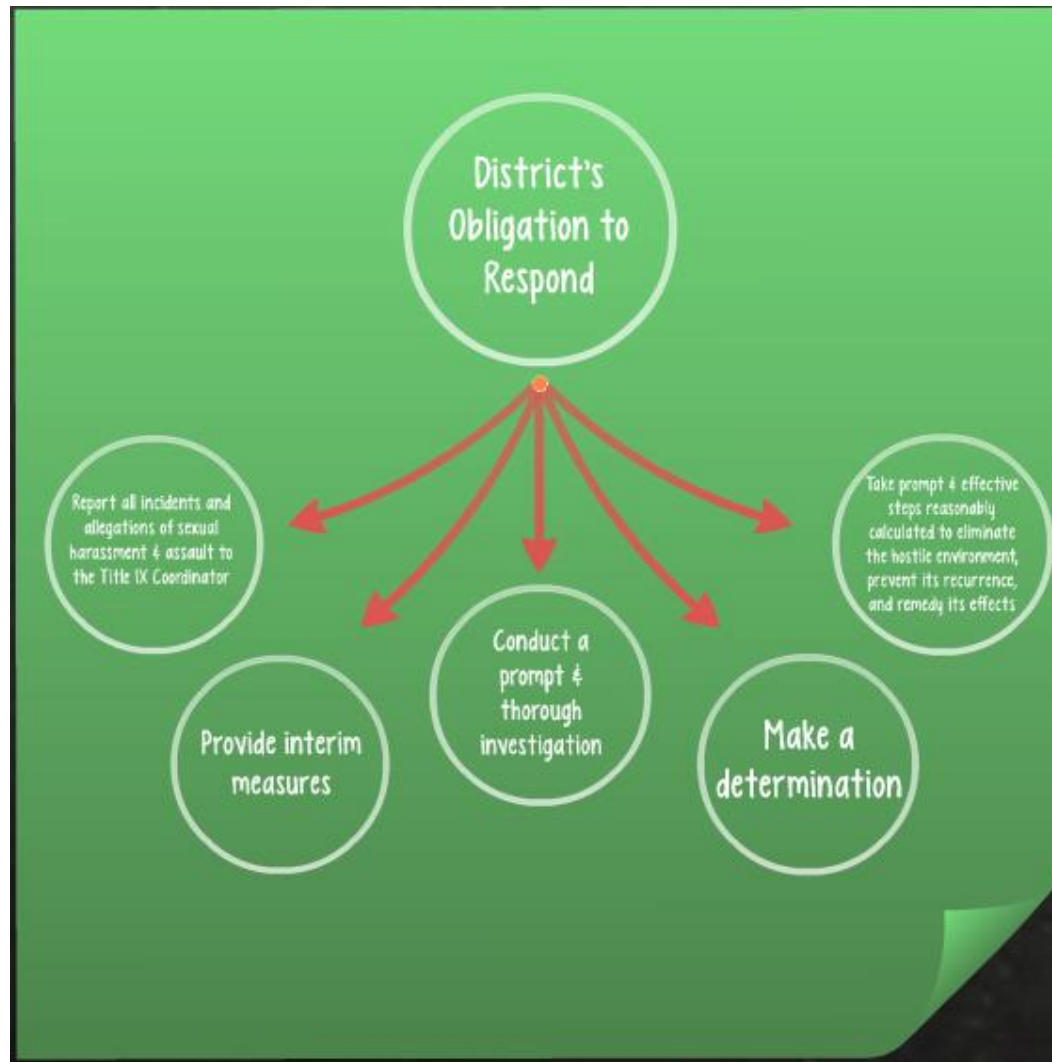 District's
Obligation to
Respond
Report all incidents and
allegations of sexual
harassment & assault to
the Title IX Coordinator
Provide interim
measures
Conduct a
prompt &
thorough
investigation
Make a
determination
Take prompt & effective
steps reasonably
calculated to eliminate
the hostile environment,
prevent its recurrence,
and remedy its effects